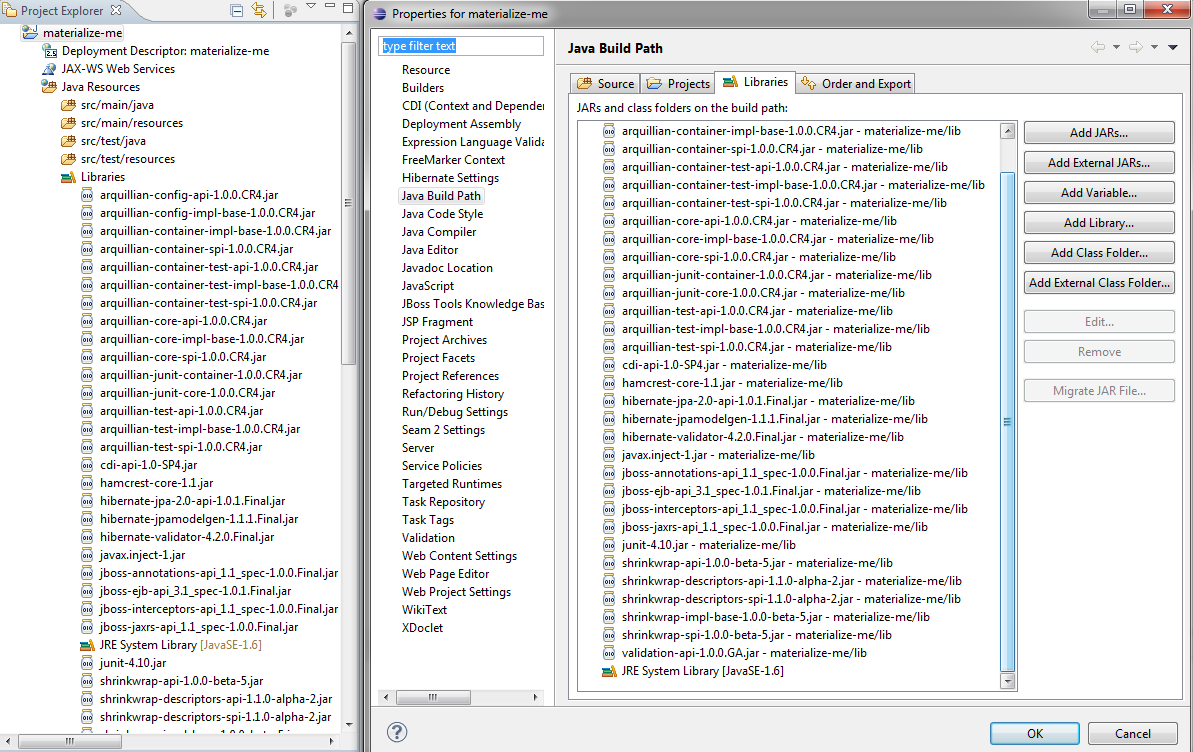 Project Explorer
materialize-me
Deployment Descriptor: materialize-me
JAX-WS Web Services
Java Resources
src/main/java
src/main/resources
src/test/java
src/test/resources
Libraries
arquillian-config-api-1.0.0.CR4.jar
arquillian-config-impl-base-1.0.0.CR4.jar
arquillian-container-impl-base-1.0.0.CR4.jar
arquillian-container-spi-1.0.0.CR4.jar
arquillian-container-test-api-1.0.0.CR4.jar
arquillian-container-test-impl-base-1.0.0.CR4
arquillian-container-test-spi-1.0.0.CR4.jar
arquillian-core-api-1.0.0.CR4.jar
arquillian-core-impl-base-1.0.0.CR4.jar
arquillian-core-spi-1.0.0.CR4.jar
arquillian-junit-container-1.0.0.CR4.jar
arquillian-junit-core-1.0.0.CR4.jar
arquillian-test-api-1.0.0.CR4.jar
arquillian-test-impl-base-1.0.0.CR4.jar
arquillian-test-spi-1.0.0.CR4.jar
cdi-api-1.0-SP4.jar
hamcrest-core-1.1.jar
hibernate-jpa-2.0-api-1.0.1.Final.jar
hibernate-jpamodelgen-1.1.1.Final.jar
hibernate-validator-4.2.0.Final.jar
javax.inject-1.jar
jboss-annotations-api_1.1_spec-1.0.0.Final.jar
jboss-ejb-api_3.1_spec-1.0.1.Final.jar
jboss-interceptors-api_1.1_spec-1.0.0.Final.jar
jboss-jaxrs-api_1.1_spec-1.0.0.Final.jar
JRE System Library [JavaSE-1.6]
junit-4.10.jar
shrinkwrap-api-1.0.0-beta-5.jar
shrinkwrap-descriptors-api-1.1.0-alpha-2.jar
shrinkwrap-descriptors-spi-1.1.0-alpha-2.jar
Properties for materialize-me
type filter text
Resource
Builders
CDI (Context and Depender
Deployment Assembly
Expression Language Valida
FreeMarker Context
Hibernate Settings
Java Build Path
Java Code Style
Java Compiler
Java Editor
Javadoc Location
JavaScript
JBoss Tools Knowledge Bas
JSP Fragment
Project Archives
Project Facets
Project References
Refactoring History
Run/Debug Settings
Seam 2 Settings
Server
Service Policies
Targeted Runtimes
Task Repository
Task Tags
Validation
Web Content Settings
Web Page Editor
Web Project Settings
WikiText
XDoclet
Java Build Path
Source Projects Libraries Order and Export
JARs and class folders on the build path:
arquillian-container-impl-base-1.0.0.CR4.jar - materialize-me/lib
arquillian-container-spi-1.0.0.CR4.jar - materialize-me/lib
arquillian-container-test-api-1.0.0.CR4.jar - materialize-me/lib
arquillian-container-test-impl-base-1.0.0.CR4.jar - materialize-me/lib
arquillian-container-test-spi-1.0.0.CR4.jar - materialize-me/lib
arquillian-core-api-1.0.0.CR4.jar - materialize-me/lib
arquillian-core-impl-base-1.0.0.CR4.jar - materialize-me/lib
arquillian-core-spi-1.0.0.CR4.jar - materialize-me/lib
arquillian-junit-container-1.0.0.CR4.jar - materialize-me/lib
arquillian-junit-core-1.0.0.CR4.jar - materialize-me/lib
arquillian-test-api-1.0.0.CR4.jar - materialize-me/lib
arquillian-test-impl-base-1.0.0.CR4.jar - materialize-me/lib
arquillian-test-spi-1.0.0.CR4.jar - materialize-me/lib
cdi-api-1.0-SP4.jar - materialize-me/lib
hamcrest-core-1.1.jar - materialize-me/lib
hibernate-jpa-2.0-api-1.0.1.Final.jar - materialize-me/lib
hibernate-jpamodelgen-1.1.1.Final.jar - materialize-me/lib
hibernate-validator-4.2.0.Final.jar - materialize-me/lib
javax.inject-1.jar - materialize-me/lib
jboss-annotations-api_1.1_spec-1.0.0.Final.jar - materialize-me/lib
jboss-ejb-api_3.1_spec-1.0.1.Final.jar - materialize-me/lib
jboss-interceptors-api_1.1_spec-1.0.0.Final.jar - materialize-me/lib
jboss-jaxrs-api_1.1_spec-1.0.0.Final.jar - materialize-me/lib
junit-4.10.jar - materialize-me/lib
shrinkwrap-api-1.0.0-beta-5.jar - materialize-me/lib
shrinkwrap-descriptors-api-1.1.0-alpha-2.jar - materialize-me/lib
shrinkwrap-descriptors-spi-1.1.0-alpha-2.jar - materialize-me/lib
shrinkwrap-impl-base-1.0.0-beta-5.jar - materialize-me/lib
shrinkwrap-spi-1.0.0-beta-5.jar - materialize-me/lib
validation-api-1.0.0.GA.jar - materialize-me/lib
JRE System Library [JavaSE-1.6]
Add JARs...
Add External JARs...
Add Variable...
Add Library...
Add Class Folder...
Add External Class Folder...
Edit...
Remove
Migrate JAR File...
OK
Cancel